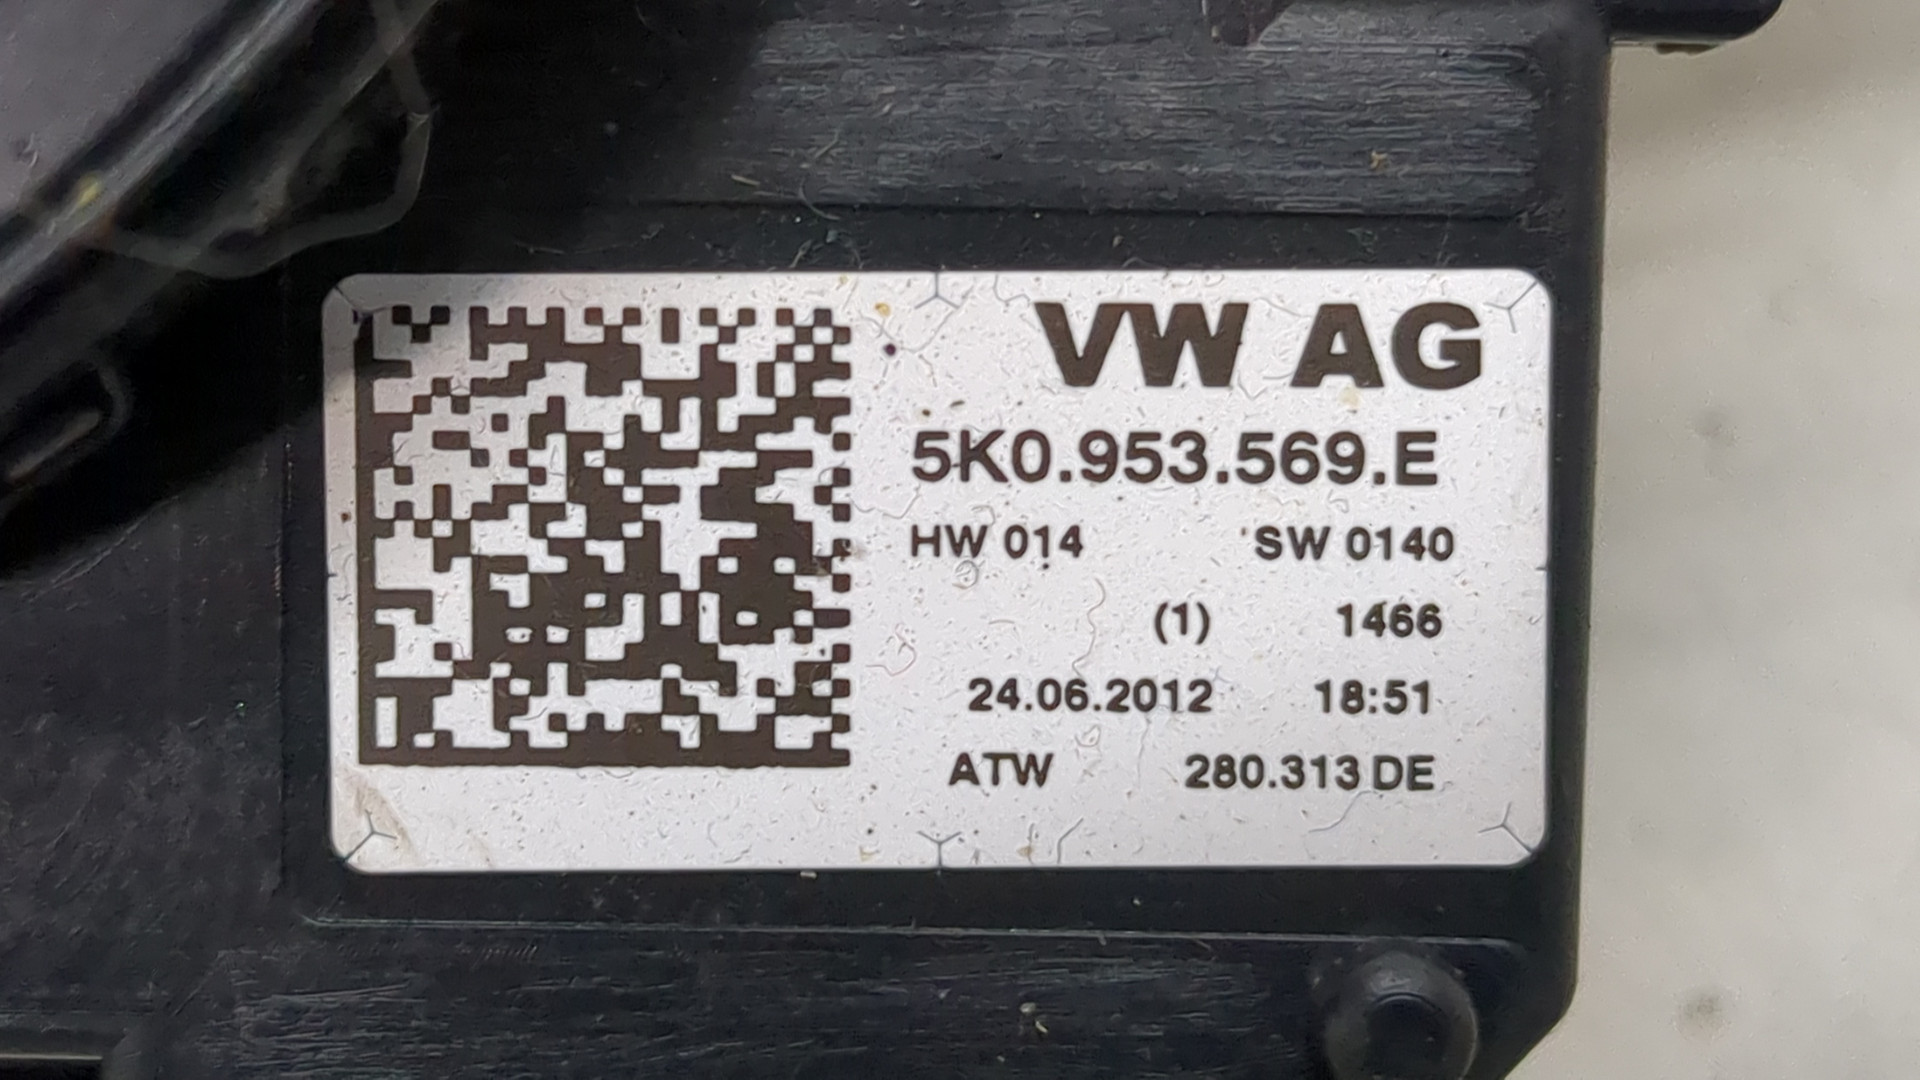 VW AG
5K0.953.569.E
HW 014 SW 0140
(1) 1466
24.06.2012 18:51
ATW 280.313 DE